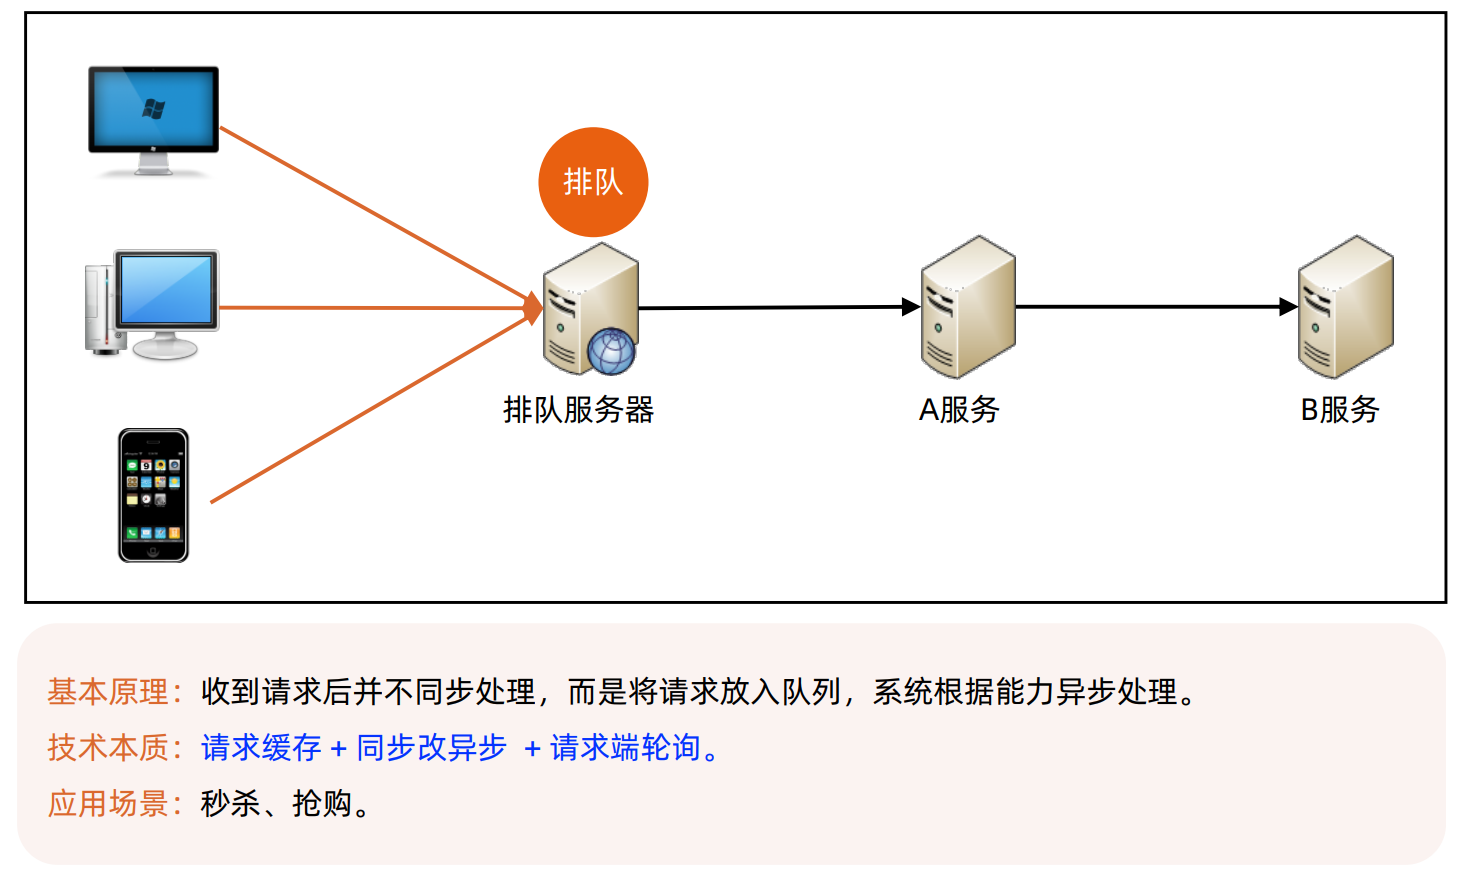 排队
排队服务器
A服务
B服务
基本原理：收到请求后并不同步处理，而是将请求放入队列，系统根据能力异步处理。
技术本质：请求缓存 + 同步改异步 + 请求端轮询。
应用场景：秒杀、抢购。